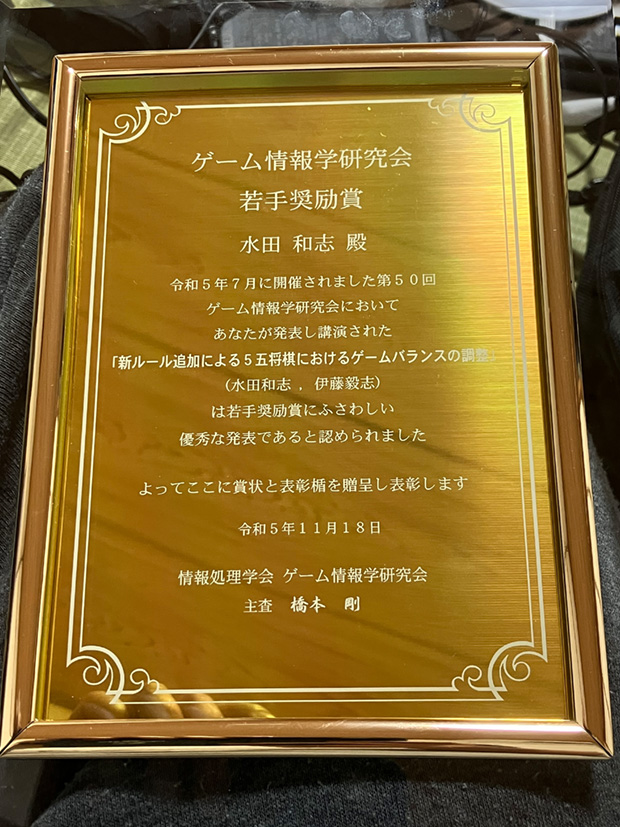 ゲーム情報学研究会
若手奨励賞
水田 和志 殿
令和５年７月に開催されました第５０回
ゲーム情報学研究会において
あなたが発表し講演された
「新ルール追加による５五将棋におけるゲームバランスの調整」
（水田和志 , 伊藤毅志）
は若手奨励賞にふさわしい
優秀な発表であると認められました
よってここに賞状と表彰楯を贈呈し表彰します
令和５年１１月１８日
情報処理学会 ゲーム情報学研究会
主査 橋本 剛